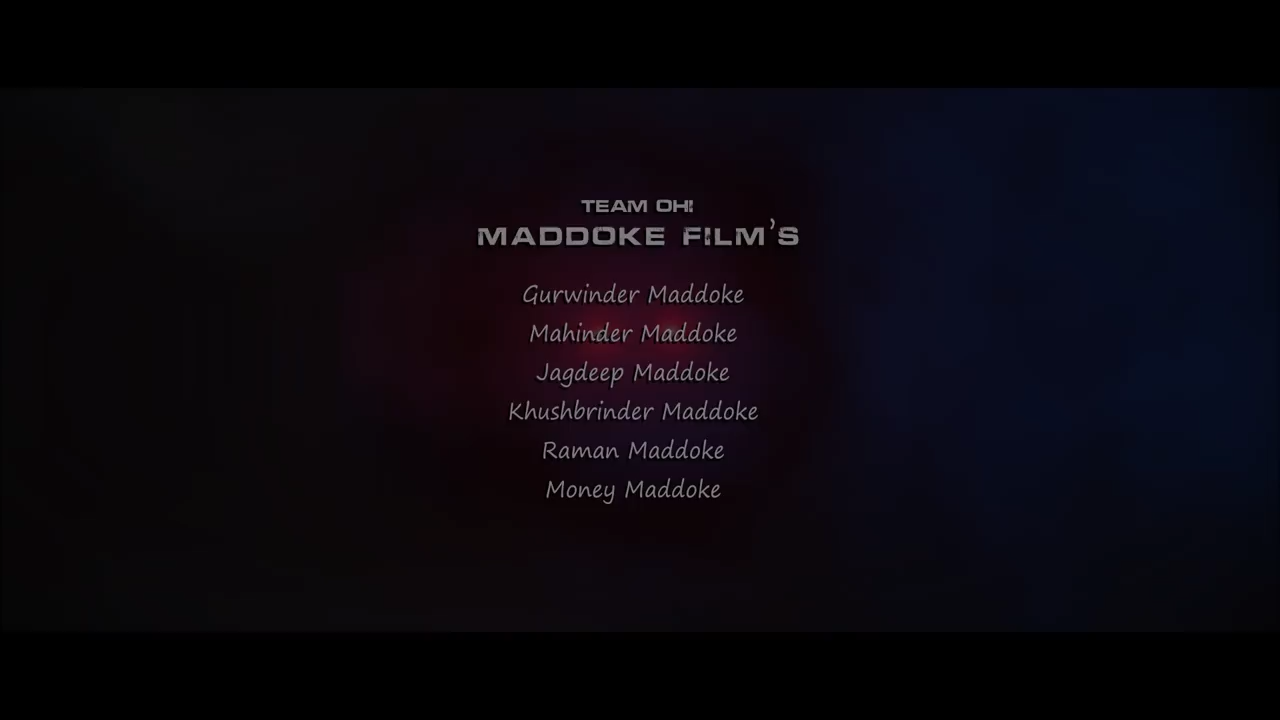 TEAM OH!
MADDOKE FILM'S
Gurwinder Maddoke
Mahinder Maddoke
Jagdeep Maddoke
Khushbrinder Maddoke
Raman Maddoke
Money Maddoke